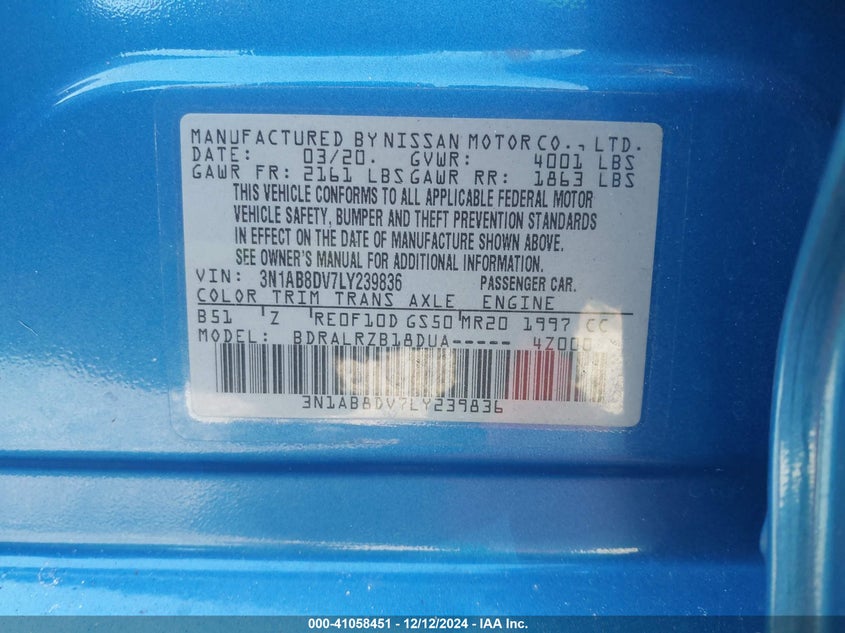 MANUFACTURED BY NISSAN MOTOR CO., LTD.
DATE: 03/20. GVWR: 4001 LBS
GAWR FR: 2161 LBS GAWR RR: 1863 LBS
THIS VEHICLE CONFORMS TO ALL APPLICABLE FEDERAL MOTOR
VEHICLE SAFETY, BUMPER AND THEFT PREVENTION STANDARDS
IN EFFECT ON THE DATE OF MANUFACTURE SHOWN ABOVE.
SEE OWNER'S MANUAL FOR ADDITIONAL INFORMATION.
VIN: 3N1AB8DV7LY239836 PASSENGER CAR.
COLOR TRIM TRANS AXLE ENGINE
B51 Z RE0F10D GS50 MR20 1997 CC
MODEL: BDRALRZB18DUA----- 4Z000
3N1AB8DV7LY239836
000-41058451 - 12/12/2024 - IAA Inc.